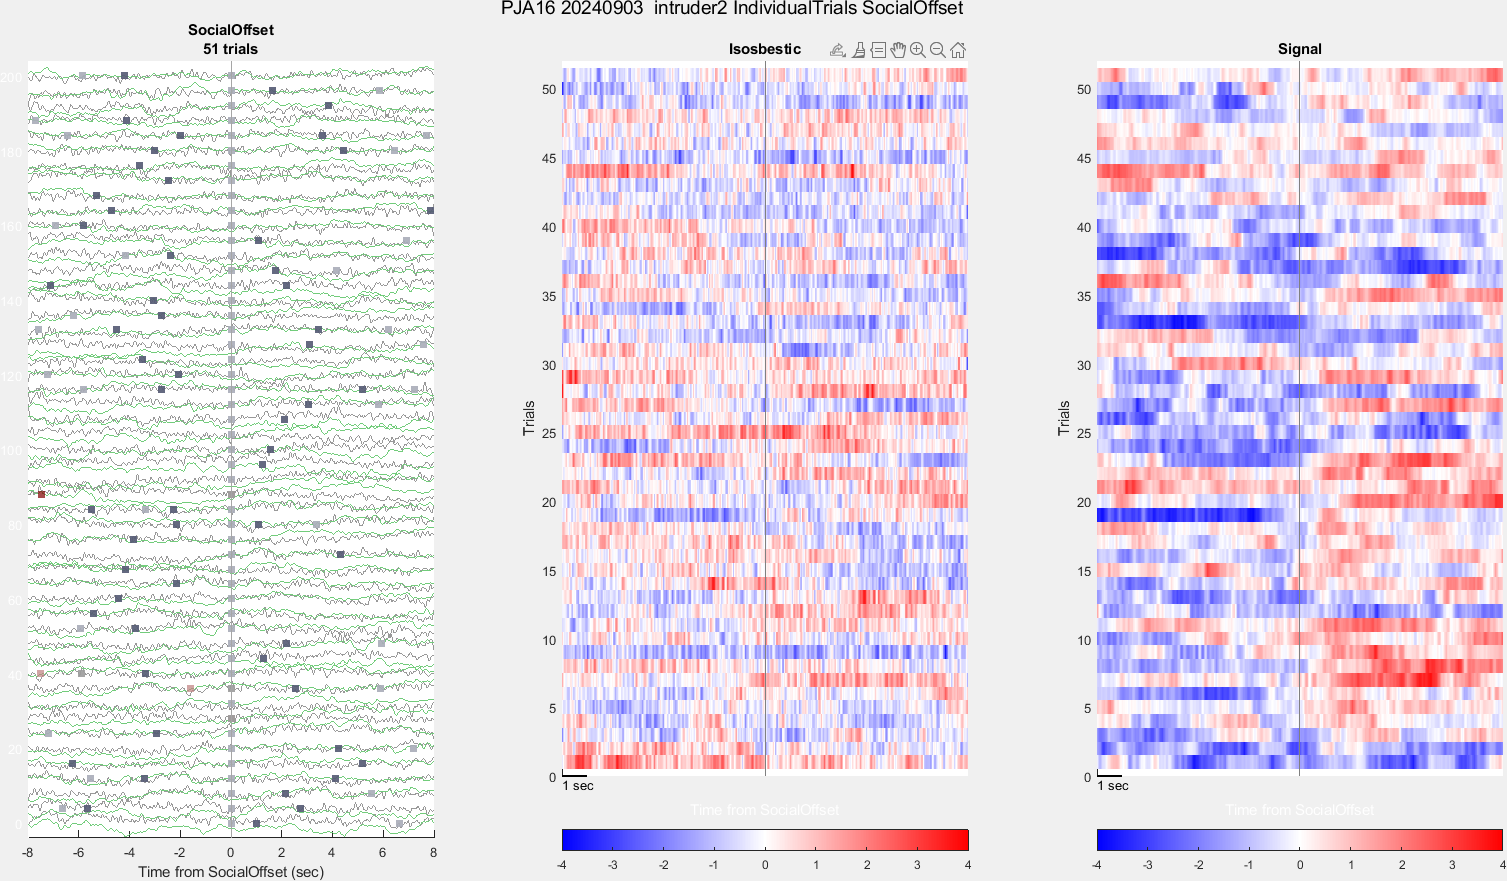 PJA16 20240903  intruder2 IndividualTrials SocialOffset
SocialOffset
51 trials
200
180
160
140
120
100
80
60
40
20
0
-8 -6 -4 -2 0 2 4 6 8
Time from SocialOffset (sec)
Isosbestic
Trials
50
45
40
35
30
25
20
15
10
5
0
1 sec
Time from SocialOffset
-4 -3 -2 -1 0 1 2 3 4
Signal
Trials
50
45
40
35
30
25
20
15
10
5
0
1 sec
Time from SocialOffset
-4 -3 -2 -1 0 1 2 3 4